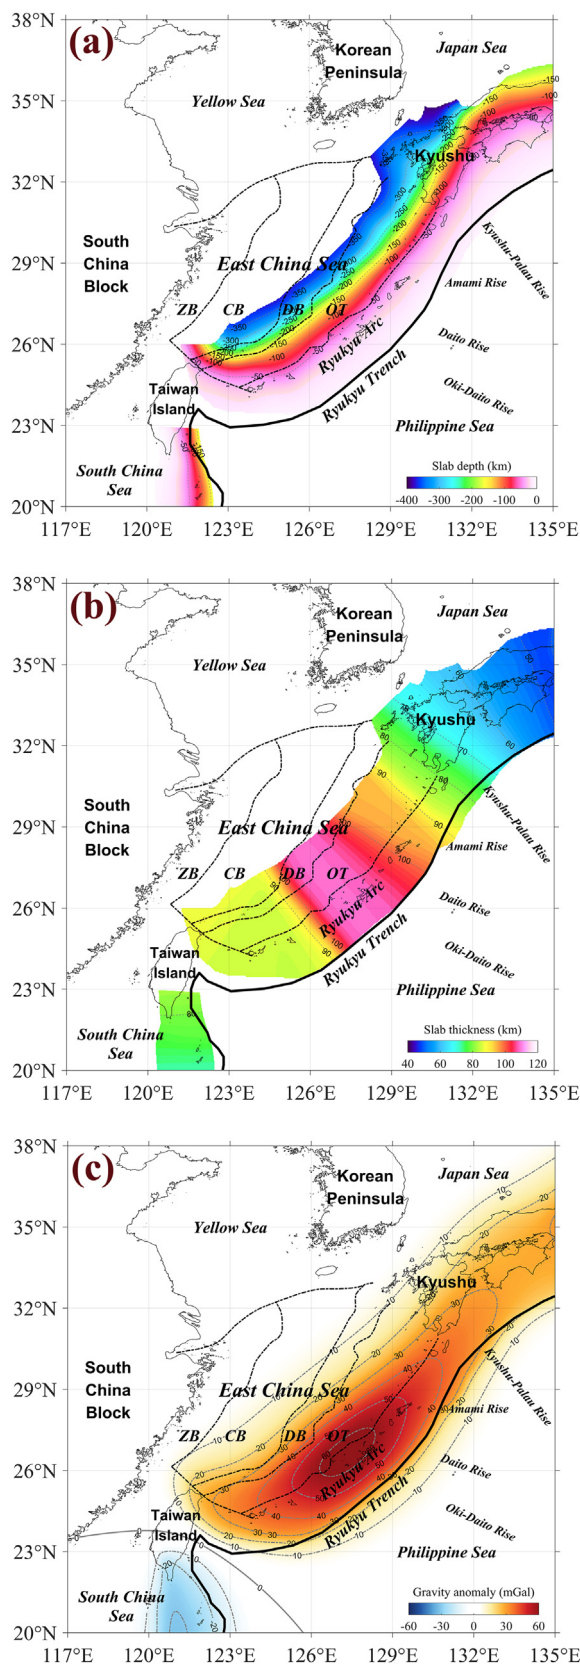 38°N
(a)
Korean
Peninsula
Japan Sea
35°N
Yellow Sea
-150
-100
Kyushu
32°N
South
China
Block
29°N
East China Sea
Kyushu-Palau Rise
Amami Rise
ZB
CB
DB
OT
26°N
Ryukyu Arc
Daito Rise
Ryukyu Trench
Taiwan
Island
Oki-Daito Rise
23°N
Philippine Sea
South China
Sea
Slab depth (km)
-400 -300 -200 -100 0
20°N
117°E 120°E 123°E 126°E 129°E 132°E 135°E
38°N
(b)
Korean
Peninsula
Japan Sea
35°N
Yellow Sea
Kyushu
32°N
60
80
90
South
China
Block
29°N
East China Sea
Kyushu-Palau Rise
Amami Rise
100
ZB
CB
DB
OT
26°N
Ryukyu Arc
Daito Rise
100
90
Ryukyu Trench
Taiwan
Island
Oki-Daito Rise
23°N
Philippine Sea
80
South China
Sea
Slab thickness (km)
40 60 80 100 120
20°N
117°E 120°E 123°E 126°E 129°E 132°E 135°E
38°N
(c)
Korean
Peninsula
Japan Sea
35°N
Yellow Sea
Kyushu
32°N
South
China
Block
29°N
East China Sea
Kyushu-Palau Rise
Amami Rise
ZB
CB
DB
OT
26°N
Ryukyu Arc
Daito Rise
Ryukyu Trench
Taiwan
Island
Oki-Daito Rise
23°N
Philippine Sea
South China
Sea
Gravity anomaly (mGal)
-60 -30 0 30 60
20°N
117°E 120°E 123°E 126°E 129°E 132°E 135°E